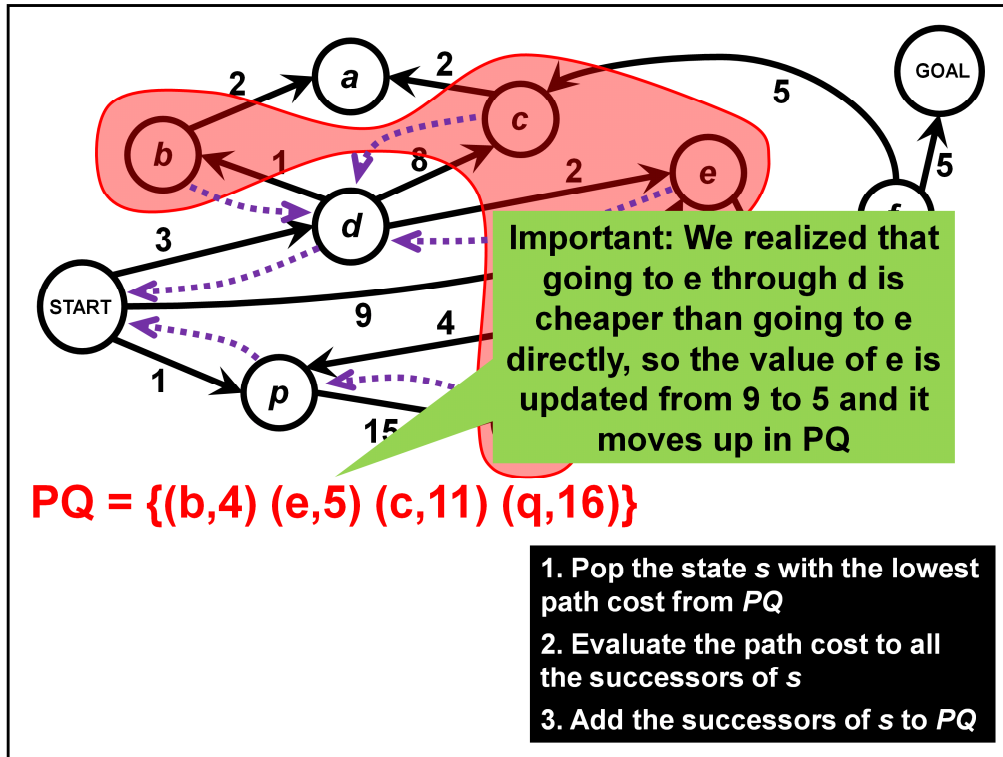 2
a
2
5
GOAL
b
c
1
8
2
e
5
3
d
f
START
9
4
1
p
15
Important: We realized that
going to e through d is
cheaper than going to e
directly, so the value of e is
updated from 9 to 5 and it
moves up in PQ
PQ = {(b,4) (e,5) (c,11) (q,16)}
1. Pop the state s with the lowest
path cost from PQ
2. Evaluate the path cost to all
the successors of s
3. Add the successors of s to PQ